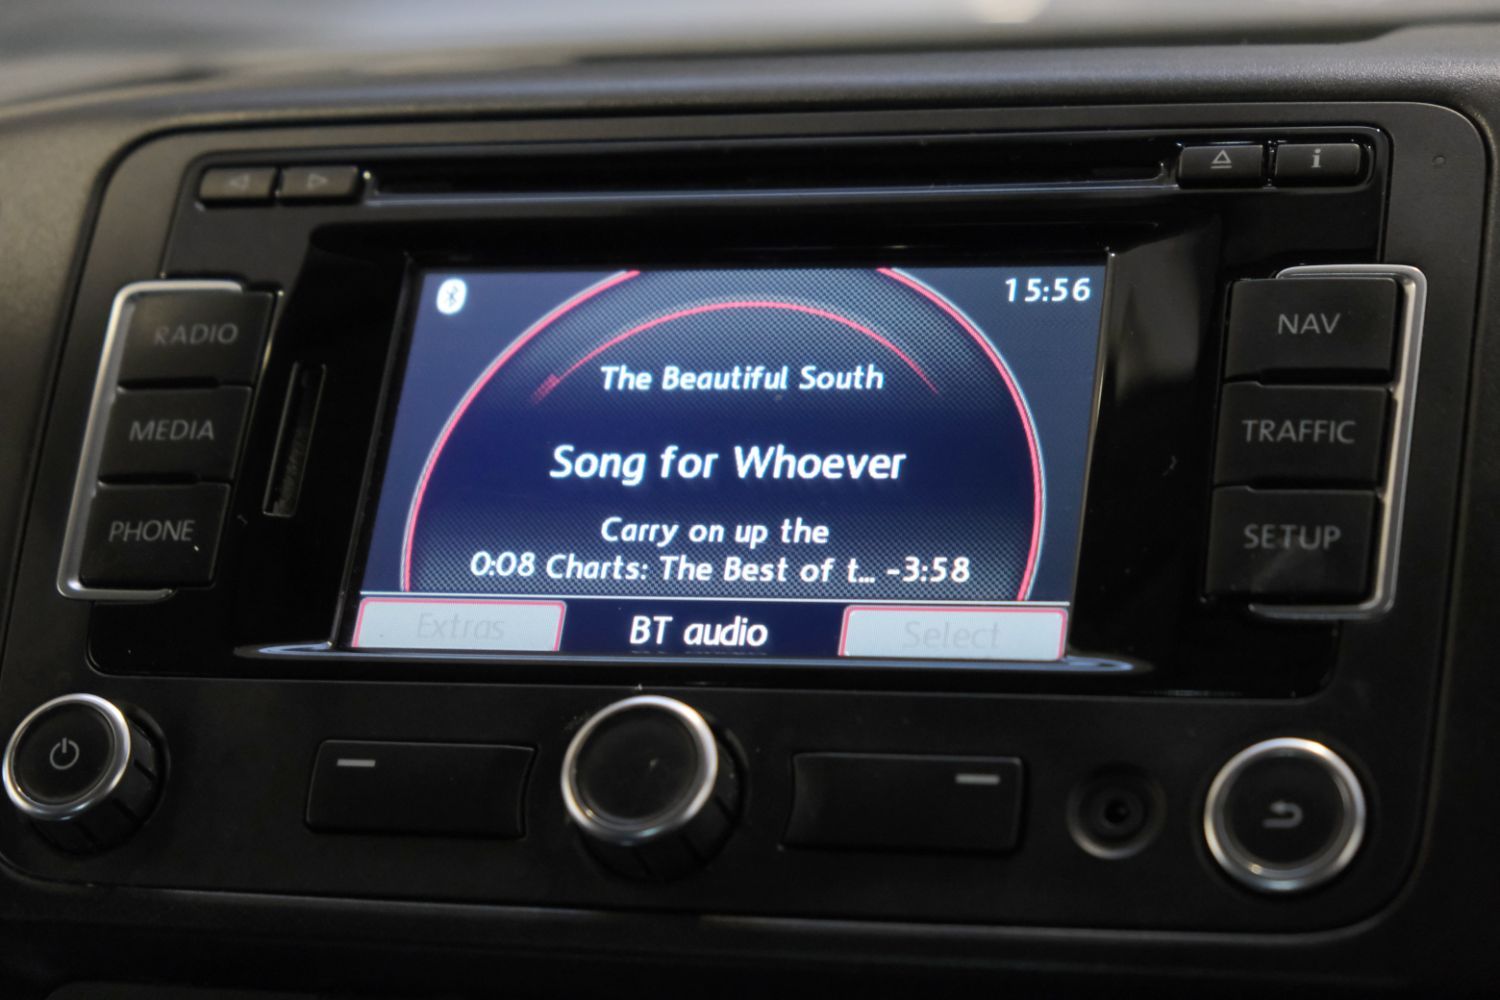 i
15:56
RADIO
NAV
The Beautiful South
MEDIA
TRAFFIC
Song for Whoever
PHONE
Carry on up the
SETUP
0:08 Charts: The Best of t... -3:58
Extras
BT audio
Select